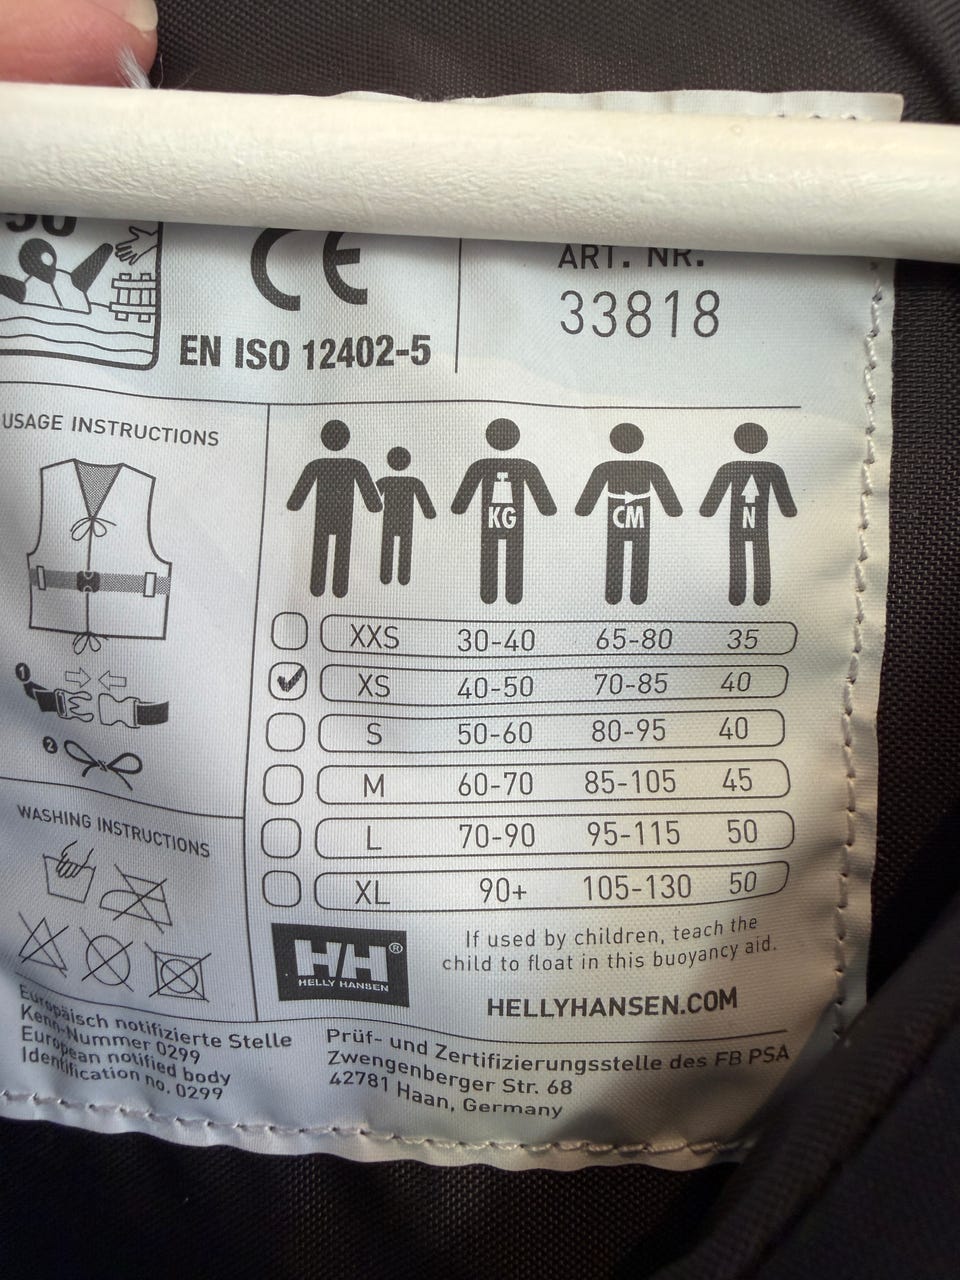 ART. NR.
33818
CE
EN ISO 12402-5
USAGE INSTRUCTIONS
KG
CM
N
XXS 30-40 65-80 35
XS 40-50 70-85 40
S 50-60 80-95 40
M 60-70 85-105 45
L 70-90 95-115 50
XL 90+ 105-130 50
1
2
WASHING INSTRUCTIONS
HH®
HELLY HANSEN
If used by children, teach the
child to float in this buoyancy aid.
HELLYHANSEN.COM
Europäisch notifizierte Stelle
Kenn-Nummer 0299
European notified body
Identification no. 0299
Prüf- und Zertifizierungsstelle des FB PSA
Zwengenberger Str. 68
42781 Haan, Germany